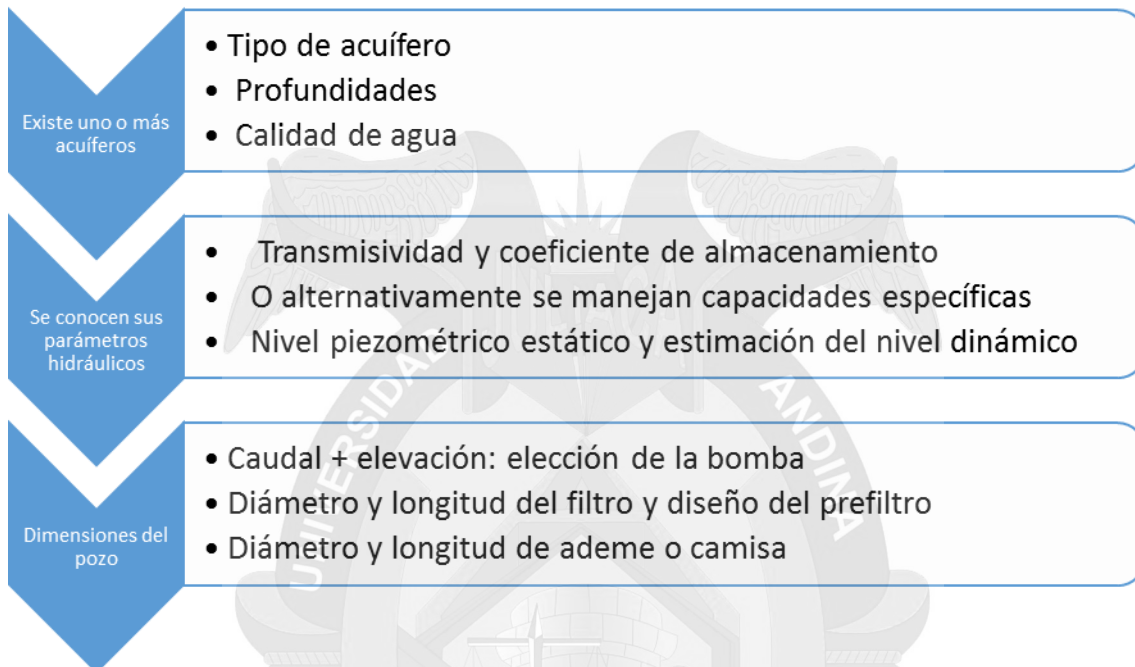 Existe uno o más
acuíferos
• Tipo de acuífero
• Profundidades
• Calidad de agua
Se conocen sus
parámetros
hidráulicos
• Transmisividad y coeficiente de almacenamiento
• O alternativamente se manejan capacidades específicas
• Nivel piezométrico estático y estimación del nivel dinámico
Dimensiones del
pozo
• Caudal + elevación: elección de la bomba
• Diámetro y longitud del filtro y diseño del prefiltro
• Diámetro y longitud de ademe o camisa
UNIVERSIDAD
ANDINA